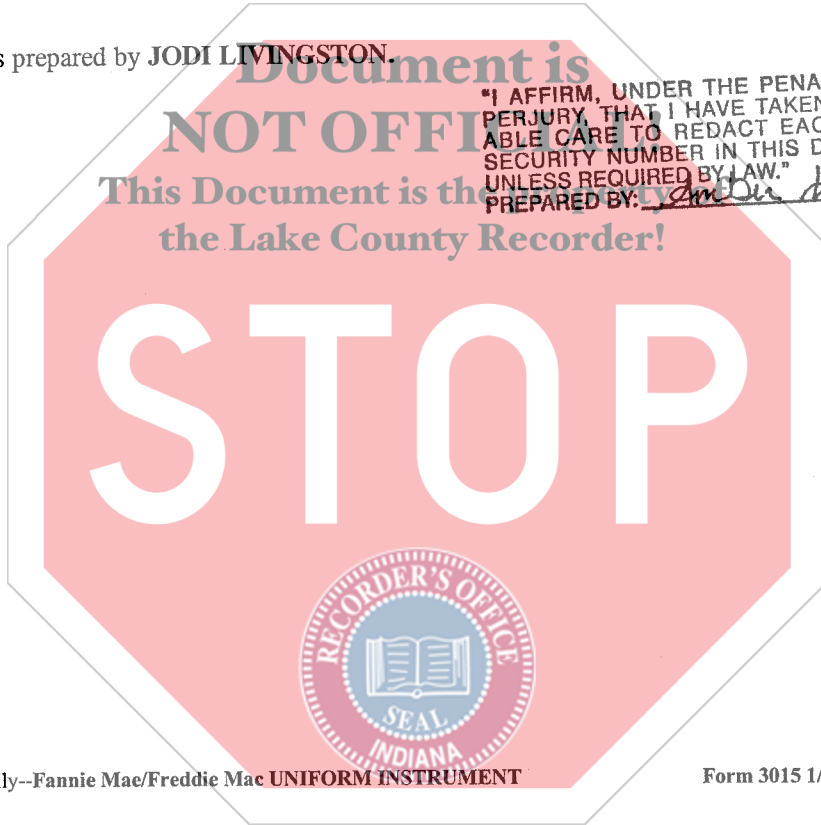 s prepared by JODI LIVINGSTON.
Document is
NOT OFFICIAL!
This Document is the property of
the Lake County Recorder!
"I AFFIRM, UNDER THE PENA
PERJURY, THAT I HAVE TAKEN
ABLE CARE TO REDACT EAC
SECURITY NUMBER IN THIS D
UNLESS REQUIRED BY LAW."
PREPARED BY:
STOP
RECORDER'S OFFICE
SEAL
INDIANA
ly--Fannie Mae/Freddie Mac UNIFORM INSTRUMENT
Form 3015 1/